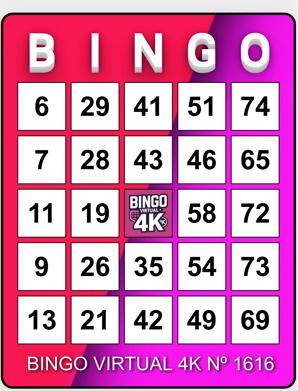 B I N G O
6 29 41 51 74
7 28 43 46 65
11 19 BINGO VIRTUAL 4K 58 72
9 26 35 54 73
13 21 42 49 69
BINGO VIRTUAL 4K Nº 1616